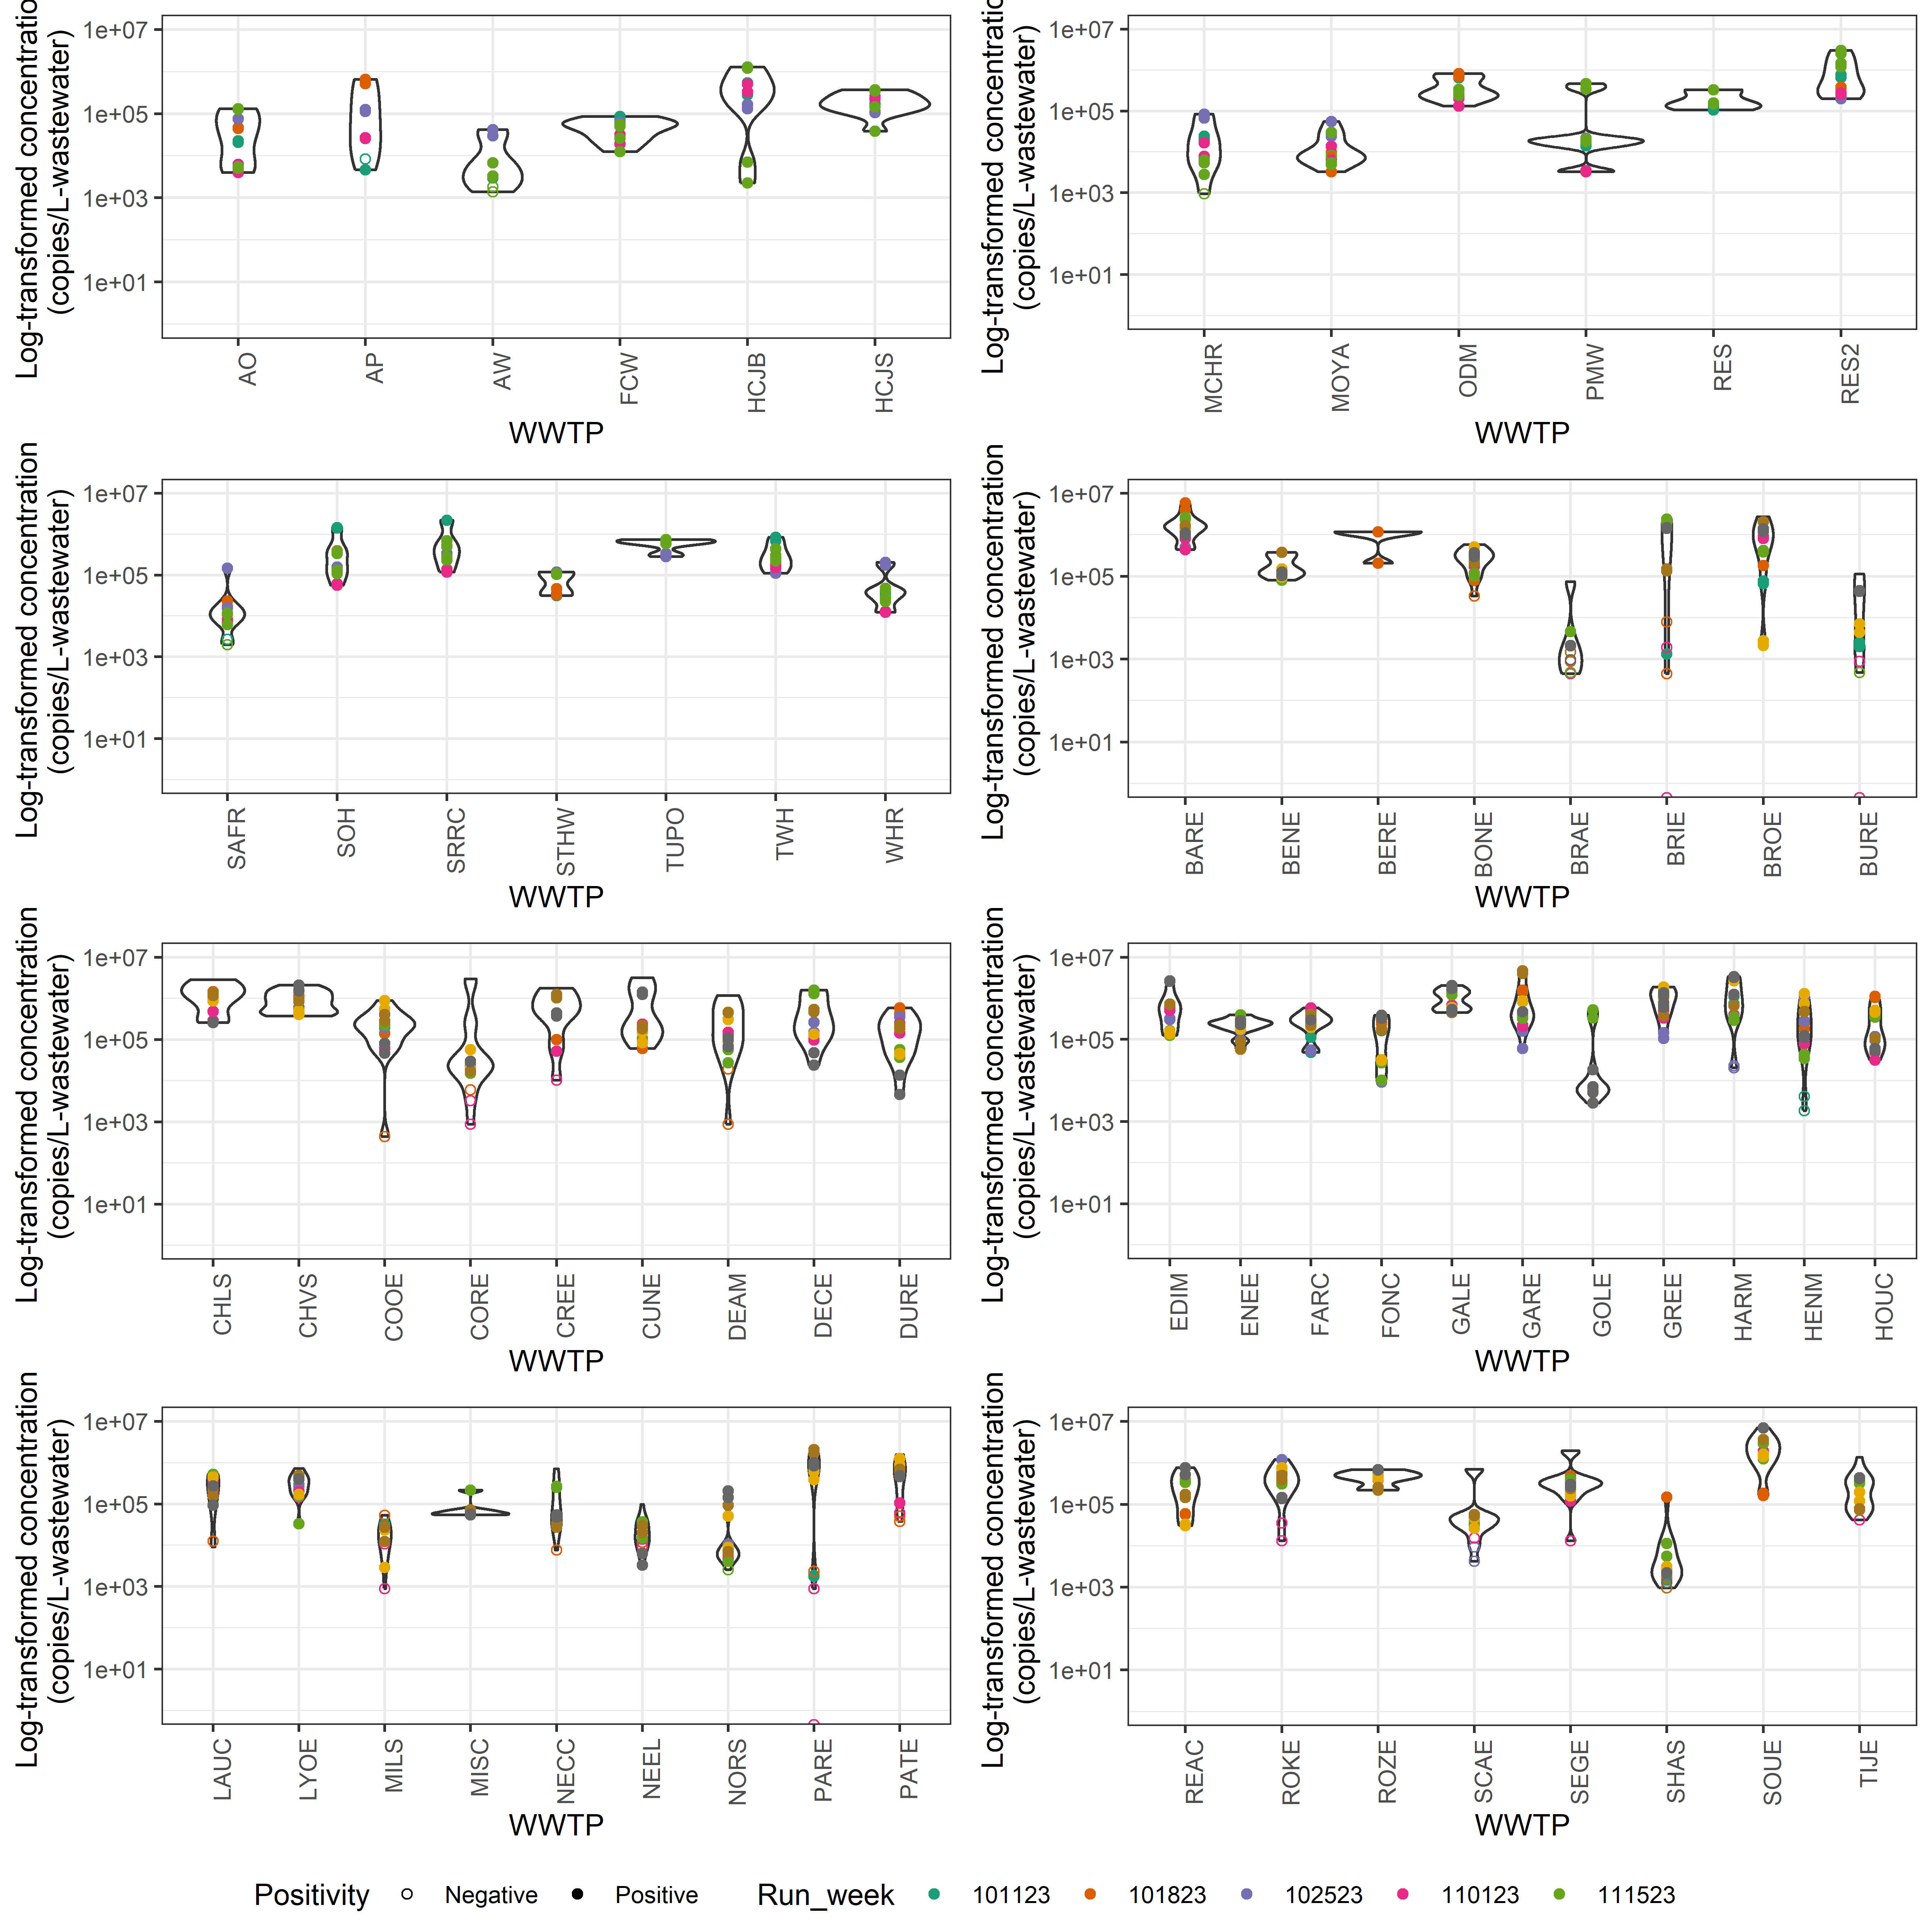 Log-transformed concentratio
(copies/L-wastewater)
1e+07
1e+05
1e+03
1e+01
AO
AP
AW
FCW
HCJB
HCJS
WWTP
Log-transformed concentratio
(copies/L-wastewater)
1e+07
1e+05
1e+03
1e+01
MCHR
MOYA
ODM
PMW
RES
RES2
WWTP
Log-transformed concentration
(copies/L-wastewater)
1e+07
1e+05
1e+03
1e+01
SAFR
SOH
SRRC
STHW
TUPO
TWH
WHR
WWTP
Log-transformed concentration
(copies/L-wastewater)
1e+07
1e+05
1e+03
1e+01
BARE
BENE
BERE
BONE
BRAE
BRIE
BROE
BURE
WWTP
Log-transformed concentration
(copies/L-wastewater)
1e+07
1e+05
1e+03
1e+01
CHLS
CHVS
COOE
CORE
CREE
CUNE
DEAM
DECE
DURE
WWTP
Log-transformed concentration
(copies/L-wastewater)
1e+07
1e+05
1e+03
1e+01
EDIM
ENEE
FARC
FONC
GALE
GARE
GOLE
GREE
HARM
HENM
HOUC
WWTP
Log-transformed concentration
(copies/L-wastewater)
1e+07
1e+05
1e+03
1e+01
LAUC
LYOE
MILS
MISC
NECC
NEEL
NORS
PARE
PATE
WWTP
Log-transformed concentration
(copies/L-wastewater)
1e+07
1e+05
1e+03
1e+01
REAC
ROKE
ROZE
SCAE
SEGE
SHAS
SOUE
TIJE
WWTP
Positivity Negative Positive Run_week 101123 101823 102523 110123 111523